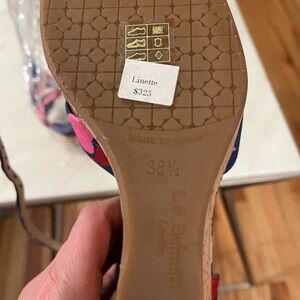 Linette
$325
MADE IN SPAIN
38½
L.K.Bennett
London